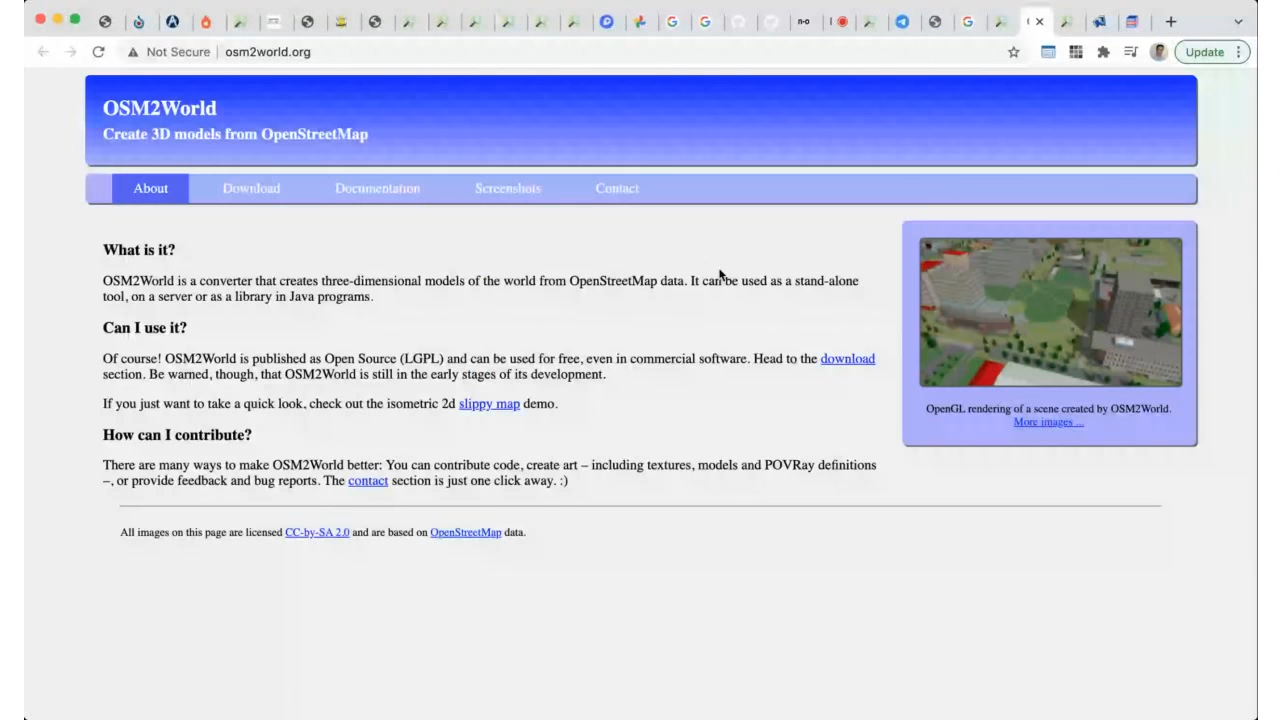 Not Secure | osm2world.org
Update
OSM2World
Create 3D models from OpenStreetMap
About
Download
Documentation
Screenshots
Contact
What is it?
OSM2World is a converter that creates three-dimensional models of the world from OpenStreetMap data. It can be used as a stand-alone
tool, on a server or as a library in Java programs.
Can I use it?
Of course! OSM2World is published as Open Source (LGPL) and can be used for free, even in commercial software. Head to the download
section. Be warned, though, that OSM2World is still in the early stages of its development.
If you just want to take a quick look, check out the isometric 2d slippy map demo.
How can I contribute?
There are many ways to make OSM2World better: You can contribute code, create art – including textures, models and POVRay definitions
–, or provide feedback and bug reports. The contact section is just one click away. :)
OpenGL rendering of a scene created by OSM2World.
More images ...
All images on this page are licensed CC-by-SA 2.0 and are based on OpenStreetMap data.